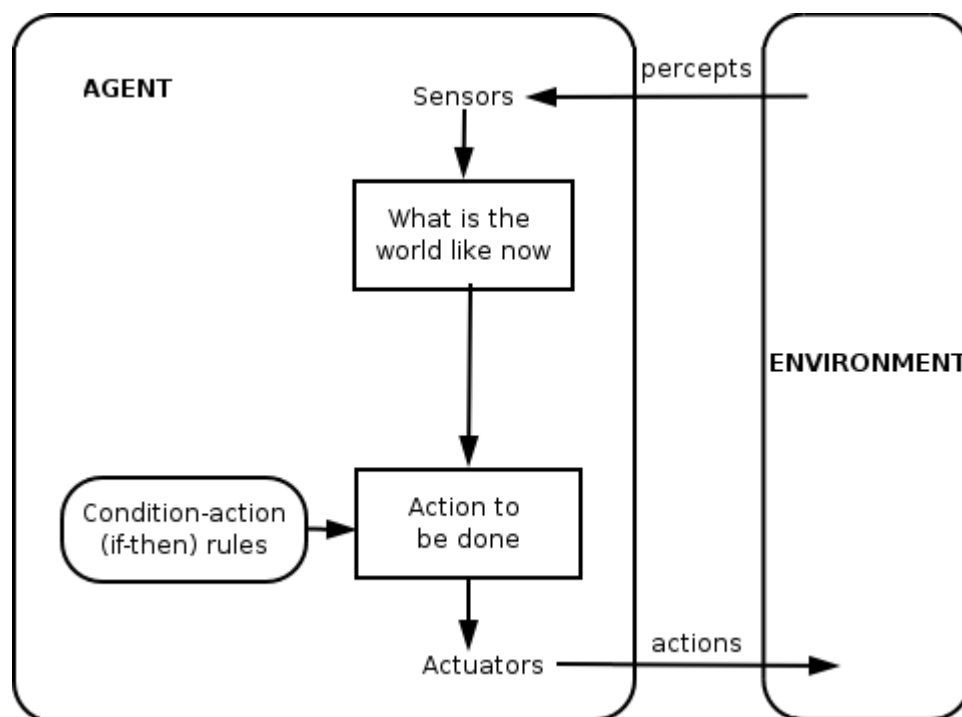 AGENT
percepts
Sensors
What is the
world like now
ENVIRONMENT
Condition-action
(if-then) rules
Action to
be done
Actuators
actions